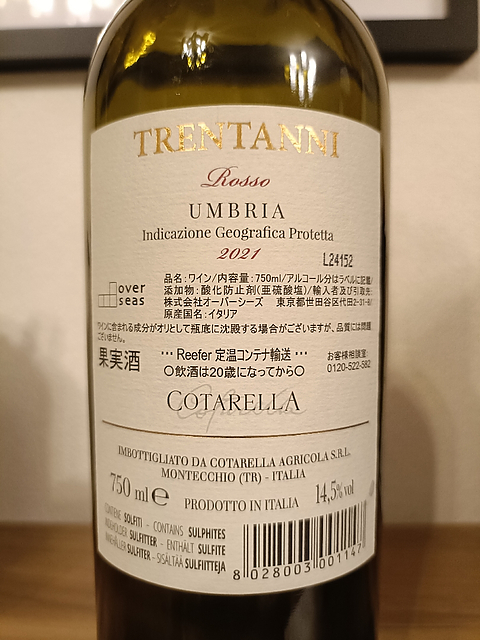 TRENTANNI
Rosso
UMBRIA
Indicazione Geografica Protetta
2021
L24152
over
seas
品名:ワイン/内容量:750ml/アルコール分はラベルに記載/
添加物:酸化防止剤(亜硫酸塩)/輸入者及び引取先:
株式会社オーバーシーズ 東京都世田谷区代田2-31-
原産国名:イタリア
ワインに含まれる成分がオリとして瓶底に沈殿する場合がございますが、品質には問題
ございません。
果実酒
… Reefer 定温コンテナ輸送 …
○飲酒は20歳になってから○
お客様相談室:
0120-522-582
COTARELLA
IMBOTTIGLIATO DA COTARELLA AGRICOLA S.R.L.
MONTECCHIO (TR) - ITALIA
750 ml e
PRODOTTO IN ITALIA
14,5% vol
CONTIENE SOLFITI - CONTAINS SULPHITES
INDEHOLDER SULFITTER - ENTHÄLT SULFITE
INNEHÅLLER SULFITER - SISÄLTÄÄ SULFIITTEJA
8 028003 001147